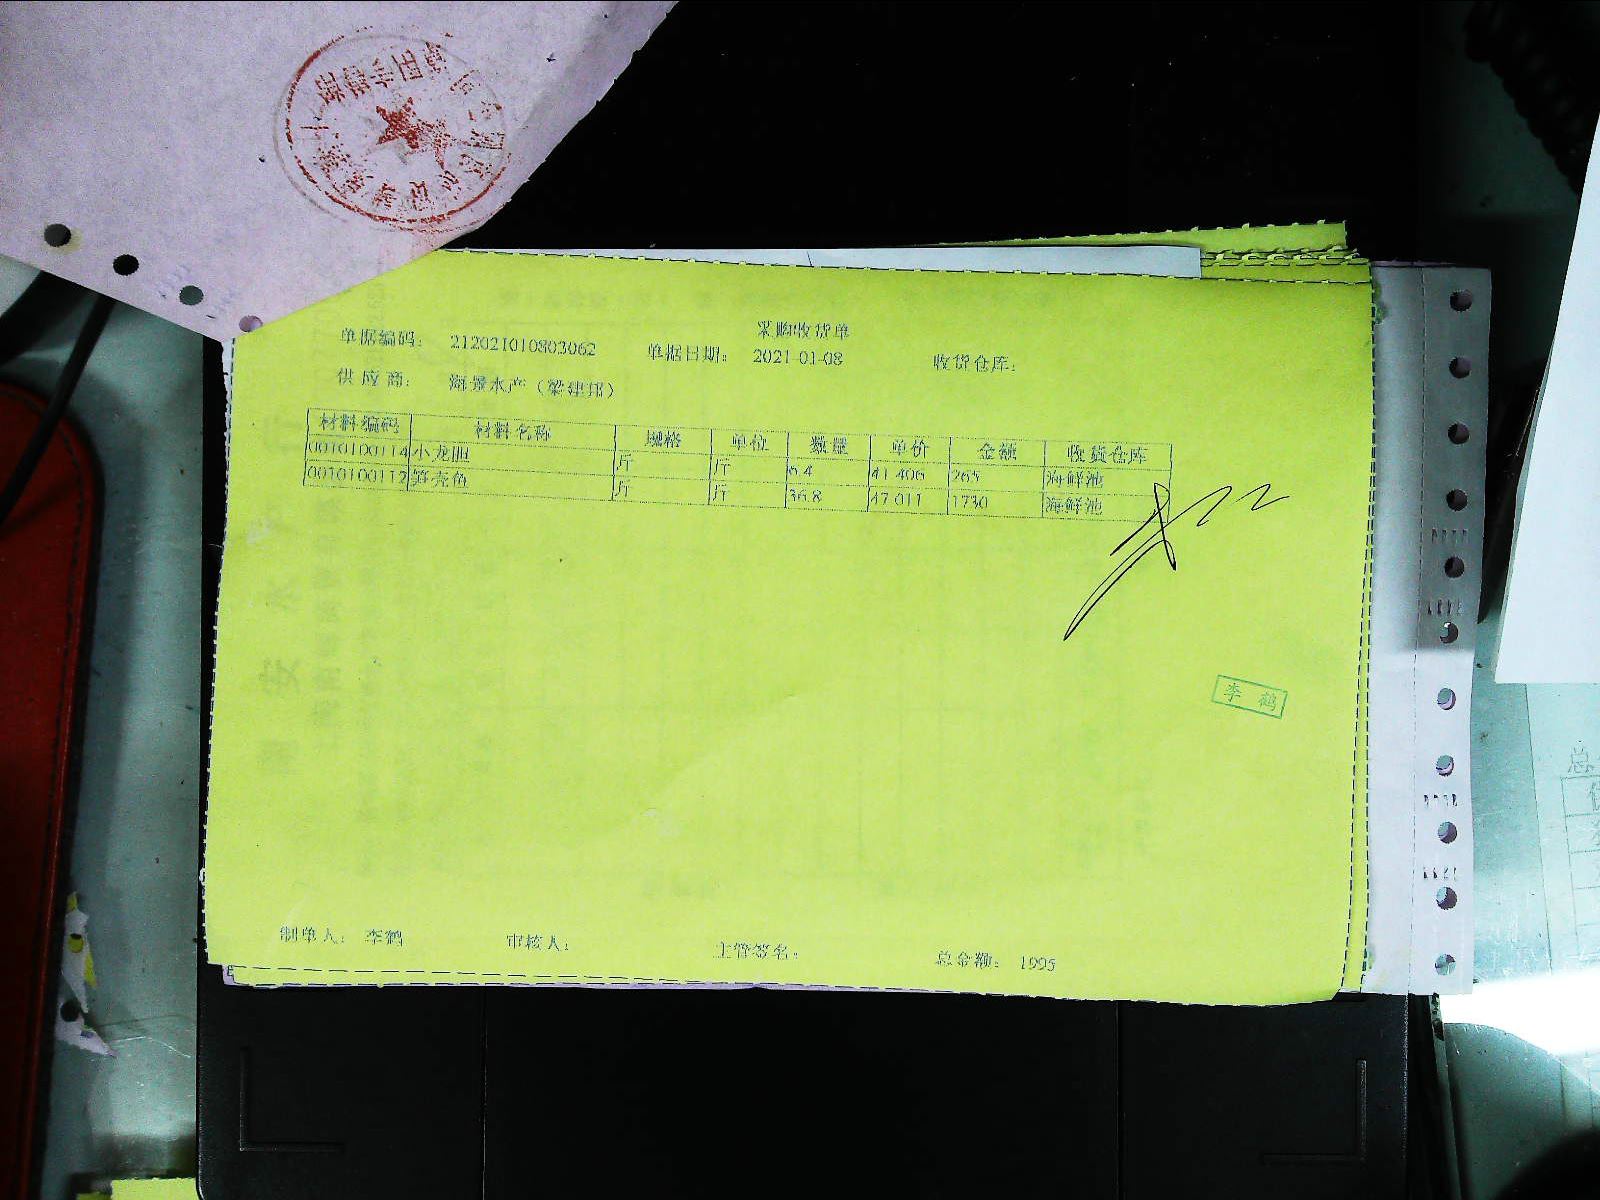 采购收货单
单据编码: 212021010803062 单据日期: 2021-01-08 收货仓库:
供应商: 海景水产(梁建邦)
材料编码 材料名称 规格 单位 数量 单价 金额 收货仓库
0010100114 小龙胆 斤 斤 6.4 41.406 265 海鲜池
0010100112 笋壳鱼 斤 斤 36.8 47.011 1730 海鲜池
李鹤
制单人: 李鹤 审核人: 主管签名: 总金额: 1995
总